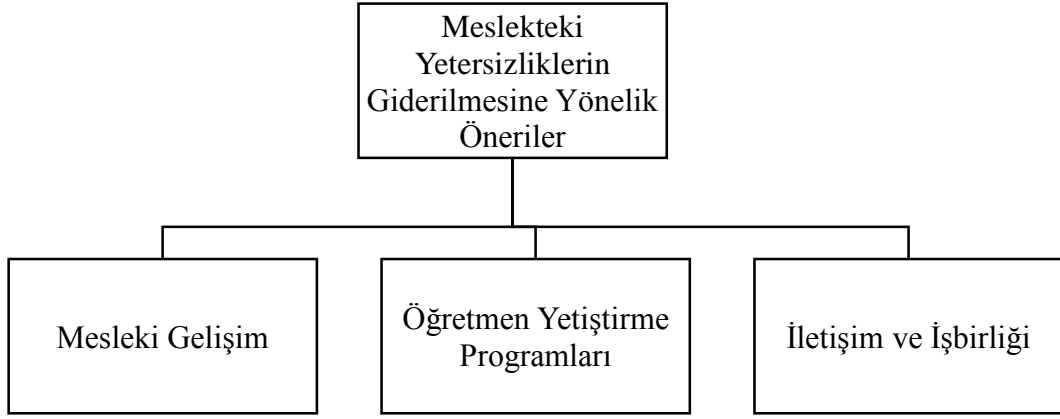 Meslekteki
Yetersizliklerin
Giderilmesine Yönelik
Öneriler
Mesleki Gelişim
Öğretmen Yetiştirme
Programları
İletişim ve İşbirliği